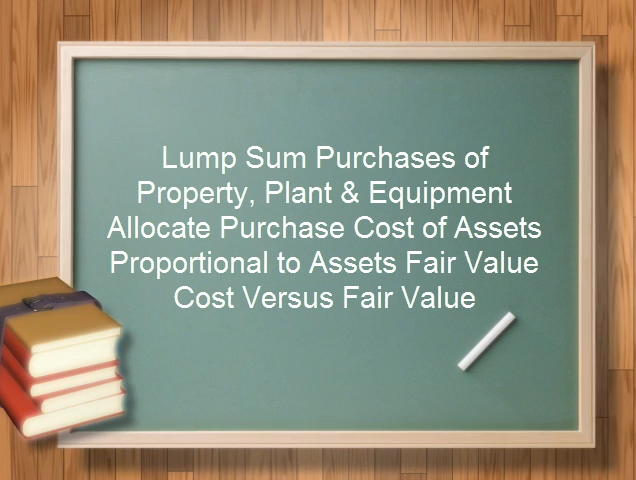 Lump Sum Purchases of
Property, Plant & Equipment
Allocate Purchase Cost of Assets
Proportional to Assets Fair Value
Cost Versus Fair Value